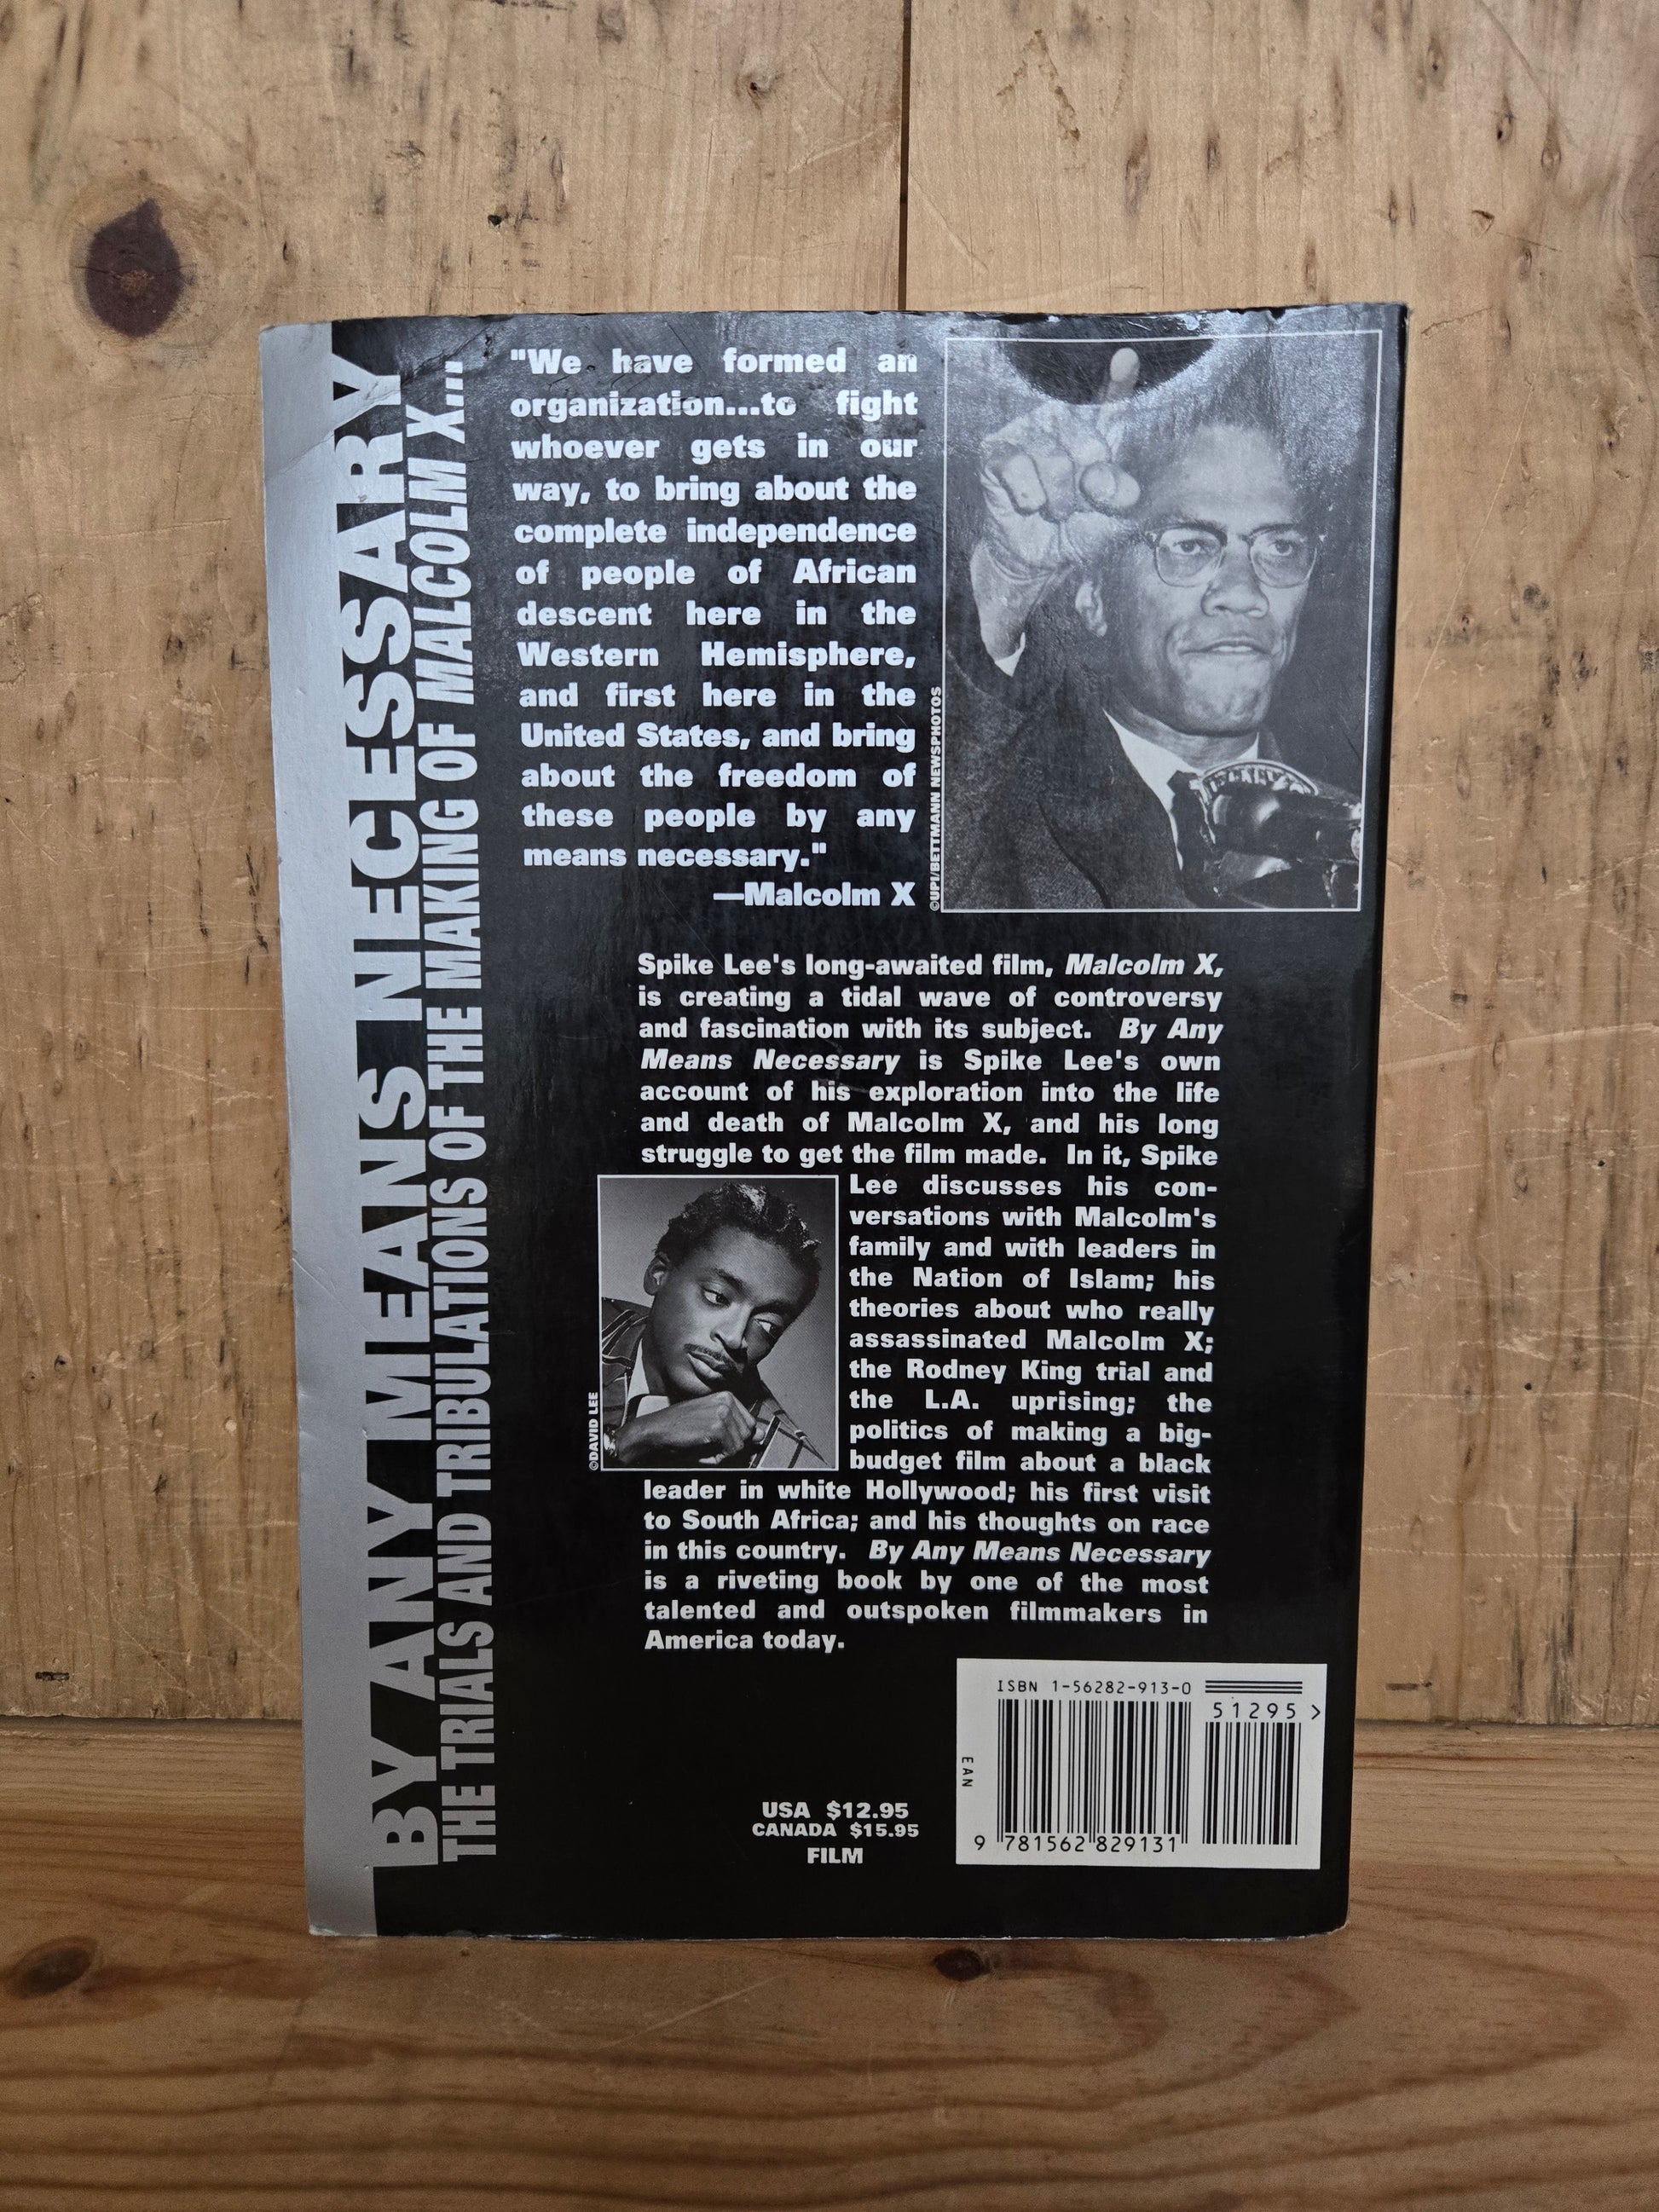 BY ANY MEANS NECESSARY
THE TRIALS AND TRIBULATIONS OF THE MAKING OF MALCOLM X...
"We have formed an
organization...to fight
whoever gets in our
way, to bring about the
complete independence
of people of African
descent here in the
Western Hemisphere,
and first here in the
United States, and bring
about the freedom of
these people by any
means necessary."
—Malcolm X
©UPI/BETTMANN NEWSPHOTOS
Spike Lee's long-awaited film, Malcolm X,
is creating a tidal wave of controversy
and fascination with its subject. By Any
Means Necessary is Spike Lee's own
account of his exploration into the life
and death of Malcolm X, and his long
struggle to get the film made. In it, Spike
Lee discusses his con-
versations with Malcolm's
family and with leaders in
the Nation of Islam; his
theories about who really
assassinated Malcolm X;
the Rodney King trial and
the L.A. uprising; the
politics of making a big-
budget film about a black
leader in white Hollywood; his first visit
to South Africa; and his thoughts on race
in this country. By Any Means Necessary
is a riveting book by one of the most
talented and outspoken filmmakers in
America today.
©DAVID LEE
USA $12.95
CANADA $15.95
FILM
ISBN 1-56282-913-0
51295 >
EAN
9 781562 829131